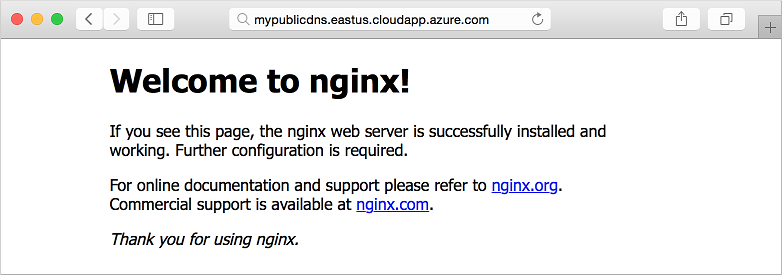 mypublicdns.eastus.cloudapp.azure.com
Welcome to nginx!
If you see this page, the nginx web server is successfully installed and
working. Further configuration is required.
For online documentation and support please refer to nginx.org.
Commercial support is available at nginx.com.
Thank you for using nginx.